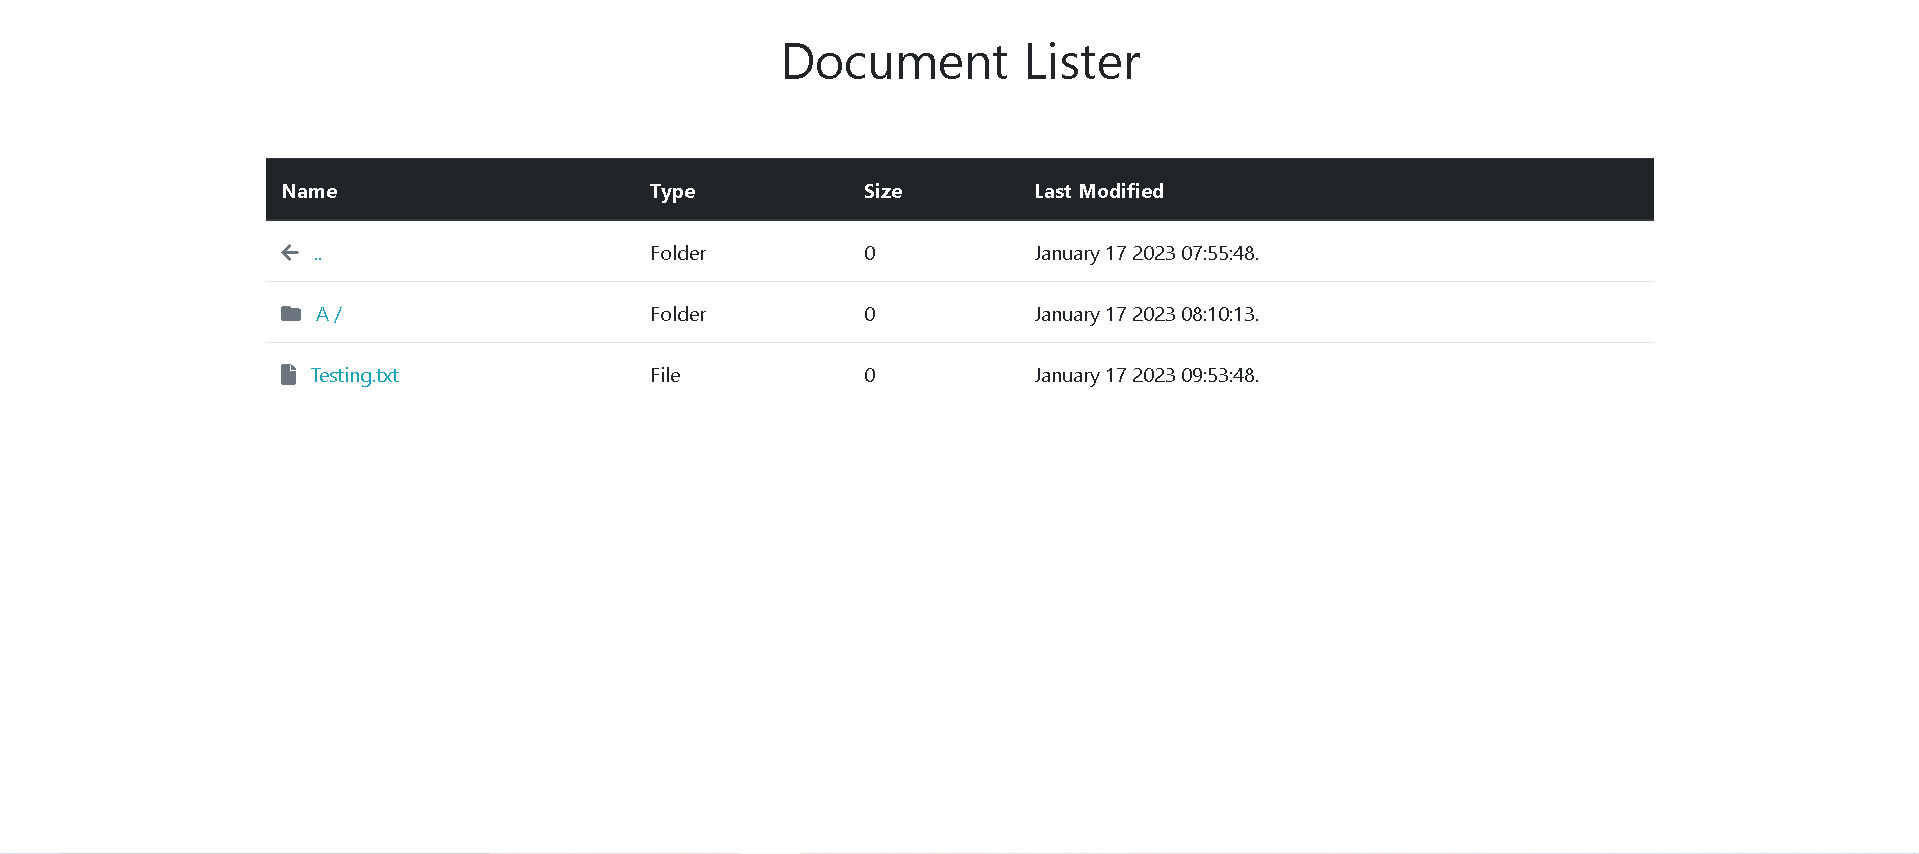 Document Lister
Name Type Size Last Modified
.. Folder 0 January 17 2023 07:55:48.
A / Folder 0 January 17 2023 08:10:13.
Testing.txt File 0 January 17 2023 09:53:48.